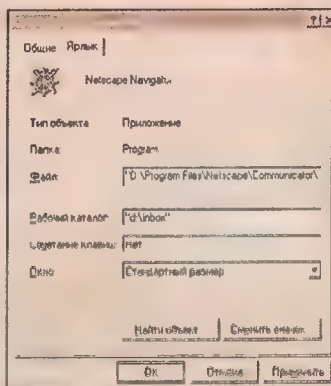 Общие Ярлык
Netscape Navigator
Тип объекта: Приложение
Папка: Program
Файл: "D:\Program Files\Netscape\Communicator\
Рабочий каталог: "d:\inbox"
Сочетание клавиш: Нет
Окно: Стандартный размер
Найти объект Сменить значок
OK Отмена Применить